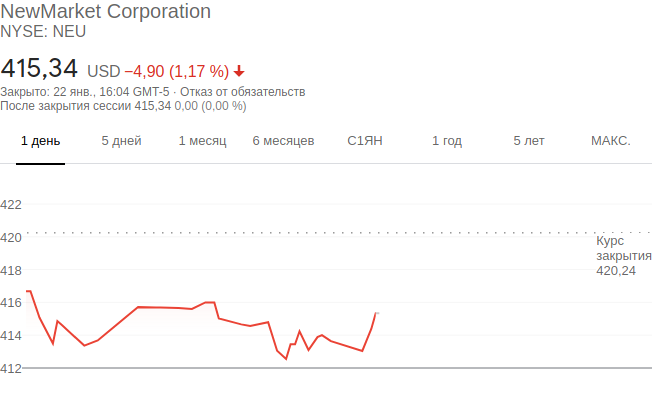 NewMarket Corporation
NYSE: NEU
415,34 USD −4,90 (1,17 %)
Закрыто: 22 янв., 16:04 GMT-5 · Отказ от обязательств
После закрытия сессии 415,34 0,00 (0,00 %)
1 день 5 дней 1 месяц 6 месяцев С1ЯН 1 год 5 лет МАКС.
422
420
Курс
закрытия
420,24
418
416
414
412